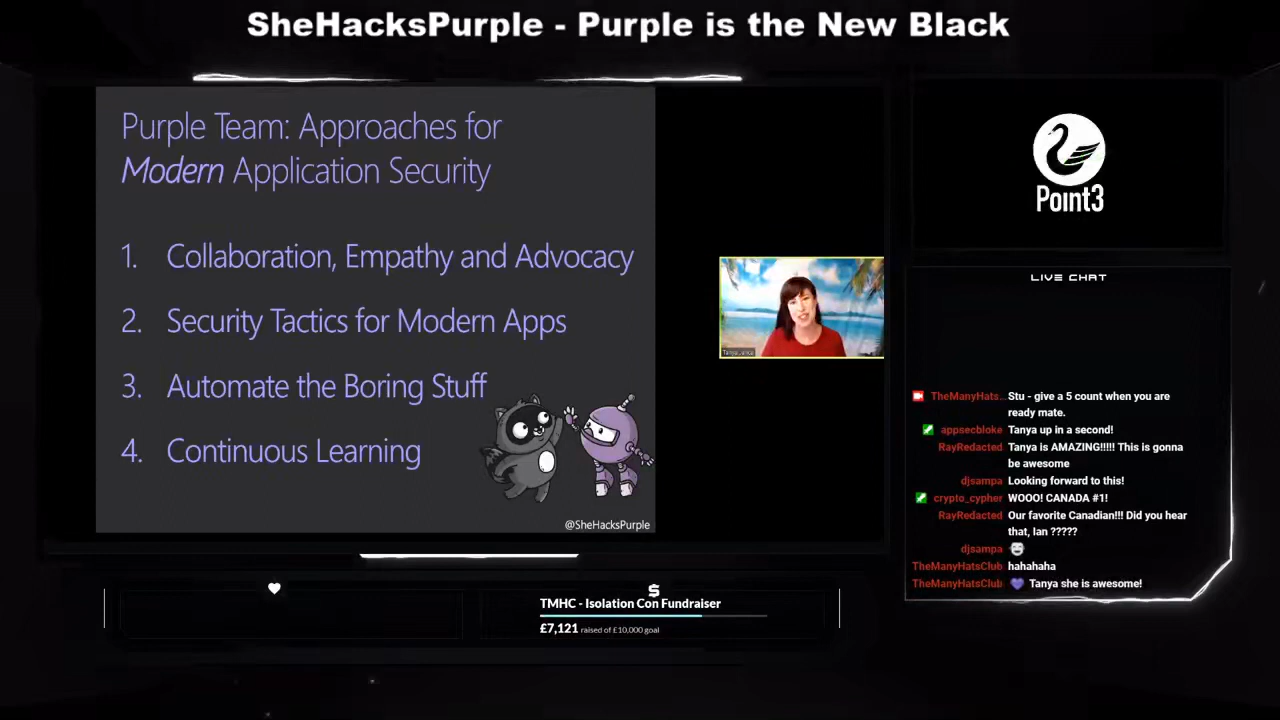 SheHacksPurple - Purple is the New Black
Purple Team: Approaches for
Modern Application Security
1. Collaboration, Empathy and Advocacy
2. Security Tactics for Modern Apps
3. Automate the Boring Stuff
4. Continuous Learning
@SheHacksPurple
Point3
LIVE CHAT
TheManyHats... Stu - give a 5 count when you are
ready mate.
appsecbloke Tanya up in a second!
RayRedacted Tanya is AMAZING!!!!! This is gonna
be awesome
djsampa Looking forward to this!
crypto_cypher WOOO! CANADA #1!
RayRedacted Our favorite Canadian!!! Did you hear
that, Ian ?????
djsampa
TheManyHatsClub hahahaha
TheManyHatsClub Tanya she is awesome!
$
TMHC - Isolation Con Fundraiser
£7,121 raised of £10,000 goal